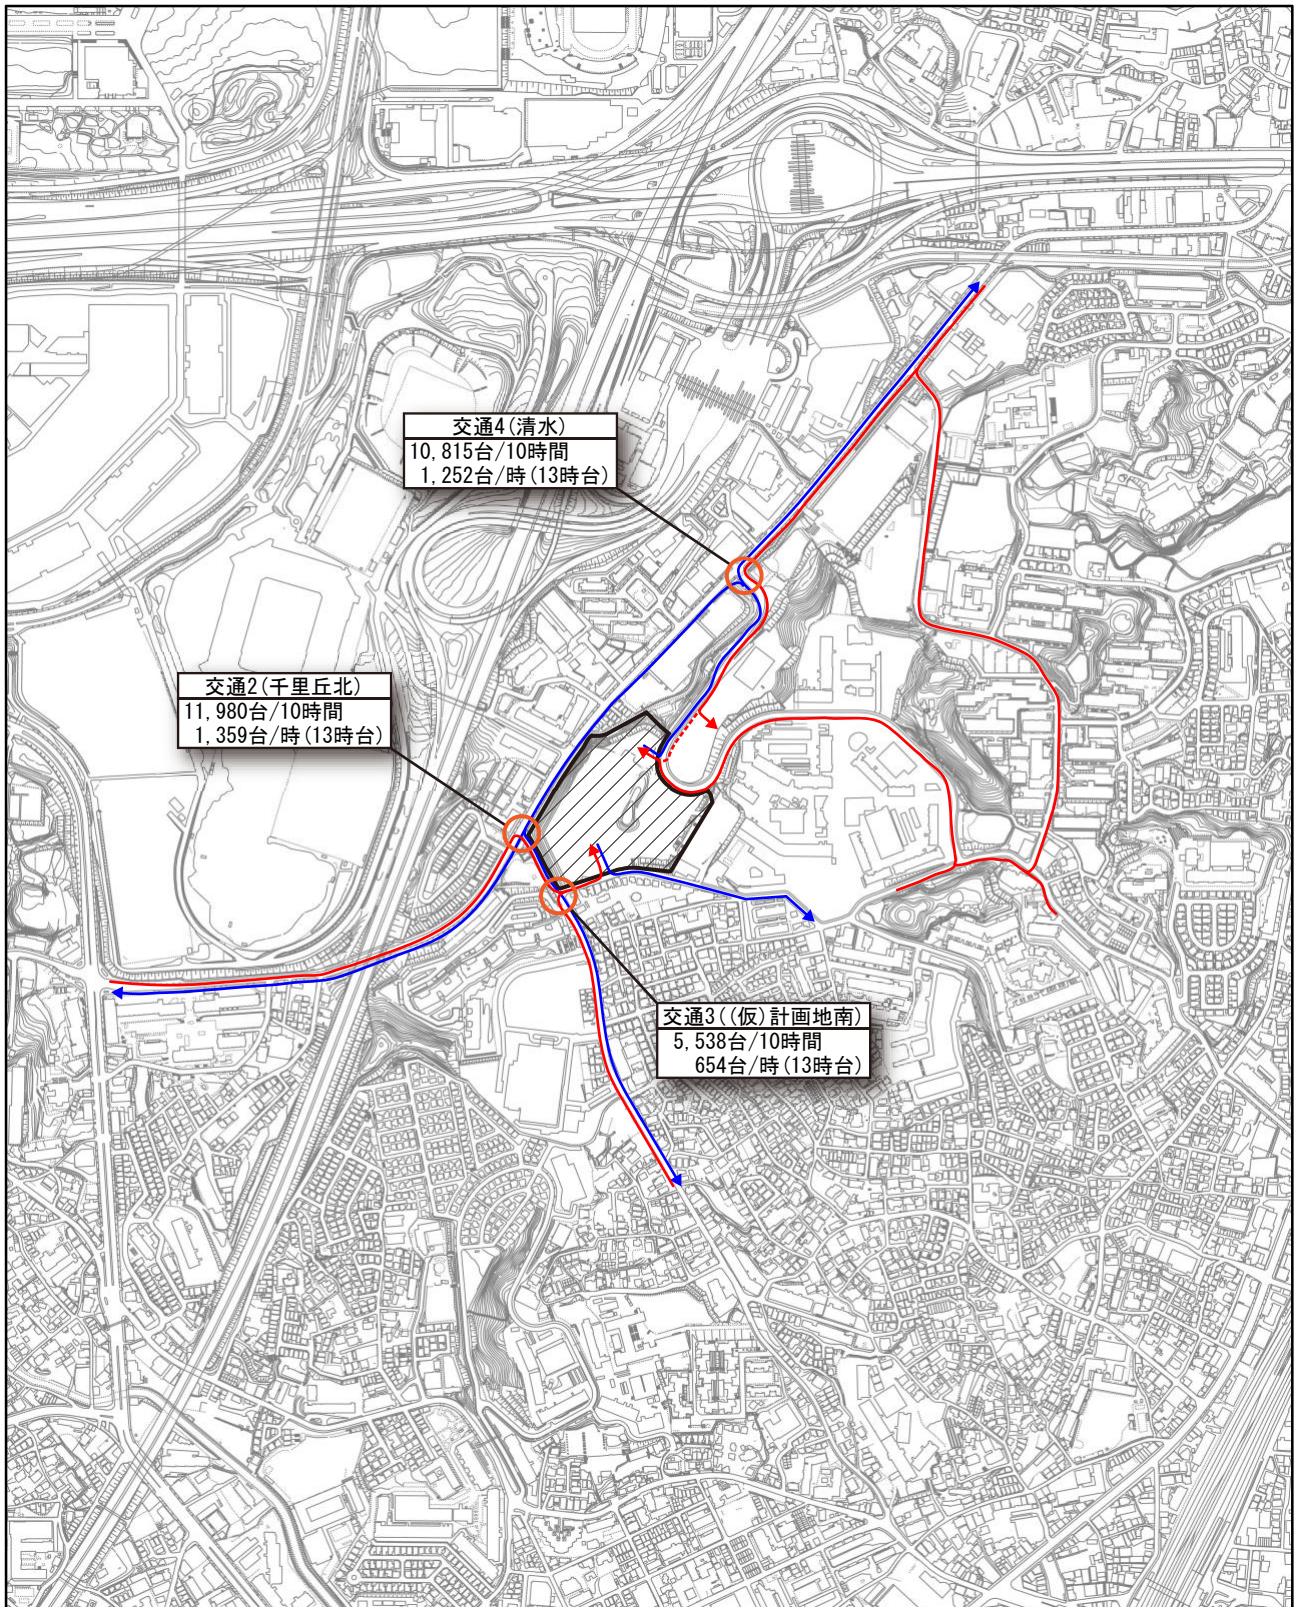 交通4(清水)
10,815台/10時間
1,252台/時(13時台)
交通2(千里丘北)
11,980台/10時間
1,359台/時(13時台)
交通3((仮)計画地南)
5,538台/10時間
654台/時(13時台)